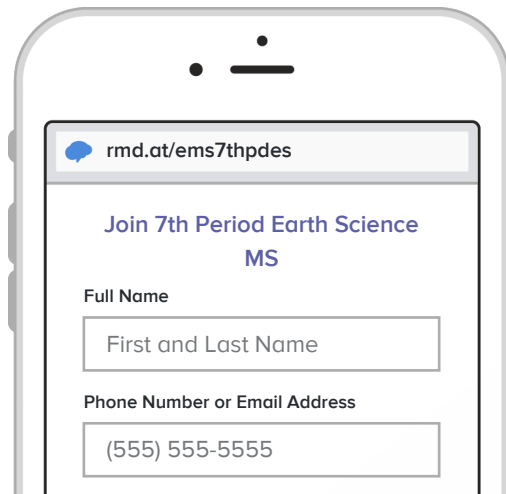 rmd.at/ems7thpdes
Join 7th Period Earth Science
MS
Full Name
First and Last Name
Phone Number or Email Address
(555) 555-5555